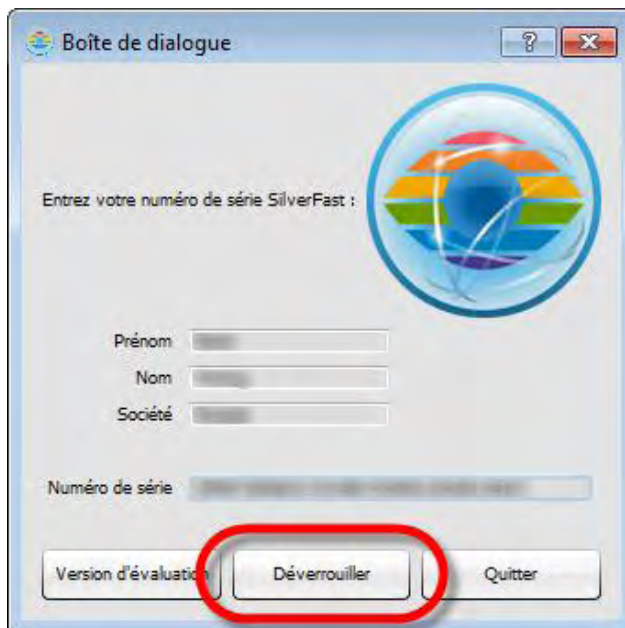 Boîte de dialogue
?
Entrez votre numéro de série SilverFast :
Prénom
Nom
Société
Numéro de série
Version d'évaluation
Déverrouiller
Quitter